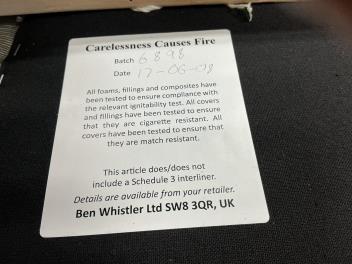 Carelessness Causes Fire
Batch 6898
Date 17-06-08
All foams, fillings and composites have
been tested to ensure compliance with
the relevant ignitability test. All covers
and fillings have been tested to ensure
that they are cigarette resistant. All
covers have been tested to ensure that
they are match resistant.
This article does/does not
include a Schedule 3 interliner.
Details are available from your retailer.
Ben Whistler Ltd SW8 3QR, UK